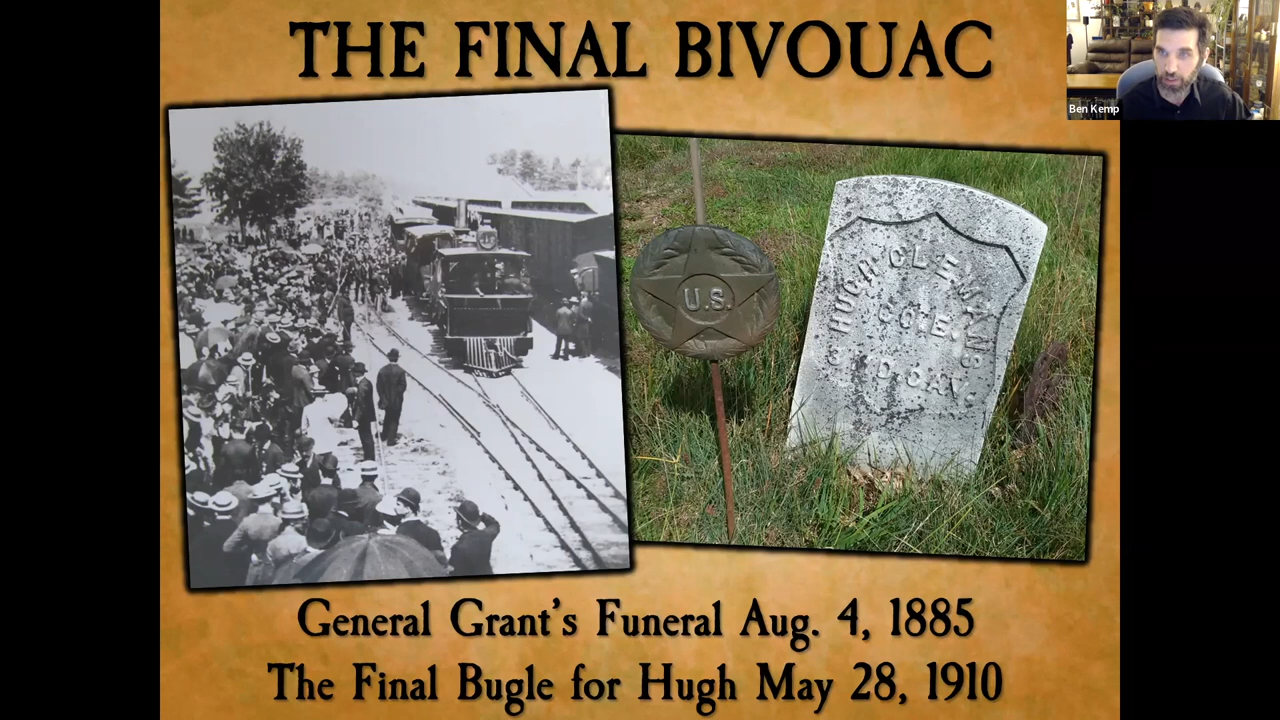 THE FINAL BIVOUAC
Ben Kemp
U.S.
HUGH CLEMANS
CO. E.
3RD CAV.
General Grant's Funeral Aug. 4, 1885
The Final Bugle for Hugh May 28, 1910